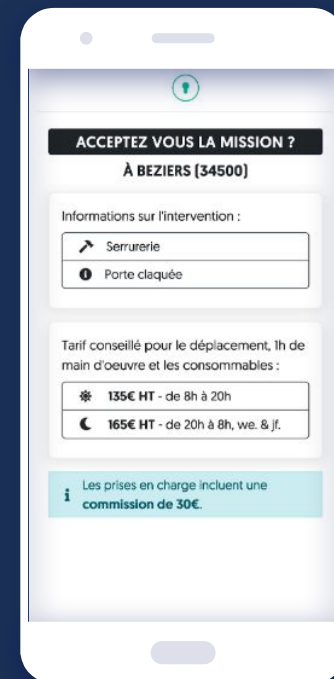 ACCEPTEZ VOUS LA MISSION ?
À BEZIERS (34500)
Informations sur l'intervention :
Serrurerie
Porte claquée
Tarif conseillé pour le déplacement, 1h de
main d'oeuvre et les consommables :
135€ HT - de 8h à 20h
165€ HT - de 20h à 8h, we. & jf.
Les prises en charge incluent une
commission de 30€.